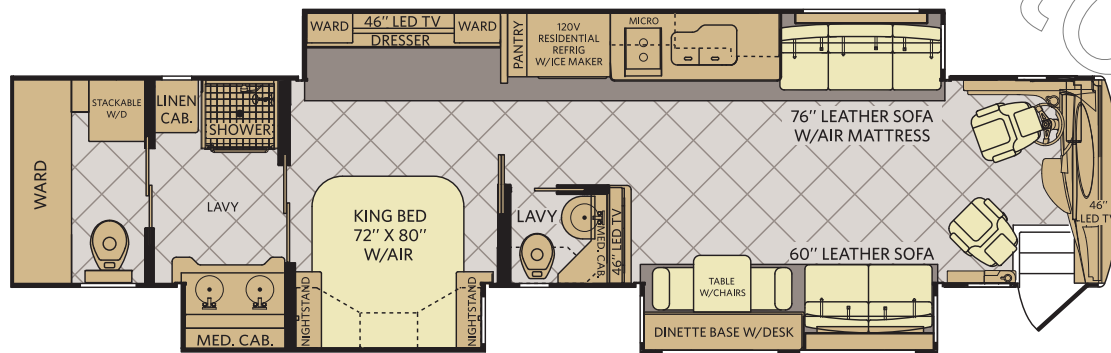 WARD
46" LED TV
WARD
DRESSER
PANTRY
120V
RESIDENTIAL
REFRIG
W/ICE MAKER
MICRO
STACKABLE
W/D
LINEN
CAB.
SHOWER
76" LEATHER SOFA
W/AIR MATTRESS
WARD
LAVY
KING BED
72" X 80"
W/AIR
LAVY
MED. CAB.
46" LED TV
46"
LED TV
60" LEATHER SOFA
TABLE
W/CHAIRS
NIGHTSTAND
NIGHTSTAND
MED. CAB.
DINETTE BASE W/DESK